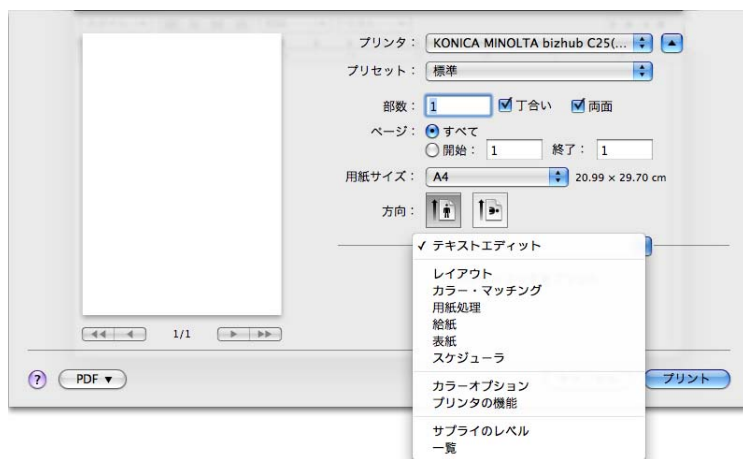 プリンタ： KONICA MINOLTA bizhub C25(...
プリセット： 標準
部数： 1 丁合い 両面
ページ： すべて
開始： 1 終了： 1
用紙サイズ： A4 20.99 × 29.70 cm
方向：
✓ テキストエディット
レイアウト
カラー・マッチング
用紙処理
給紙
表紙
スケジューラ
カラーオプション
プリンタの機能
サプライのレベル
一覧
1/1
? PDF ▼ プリント